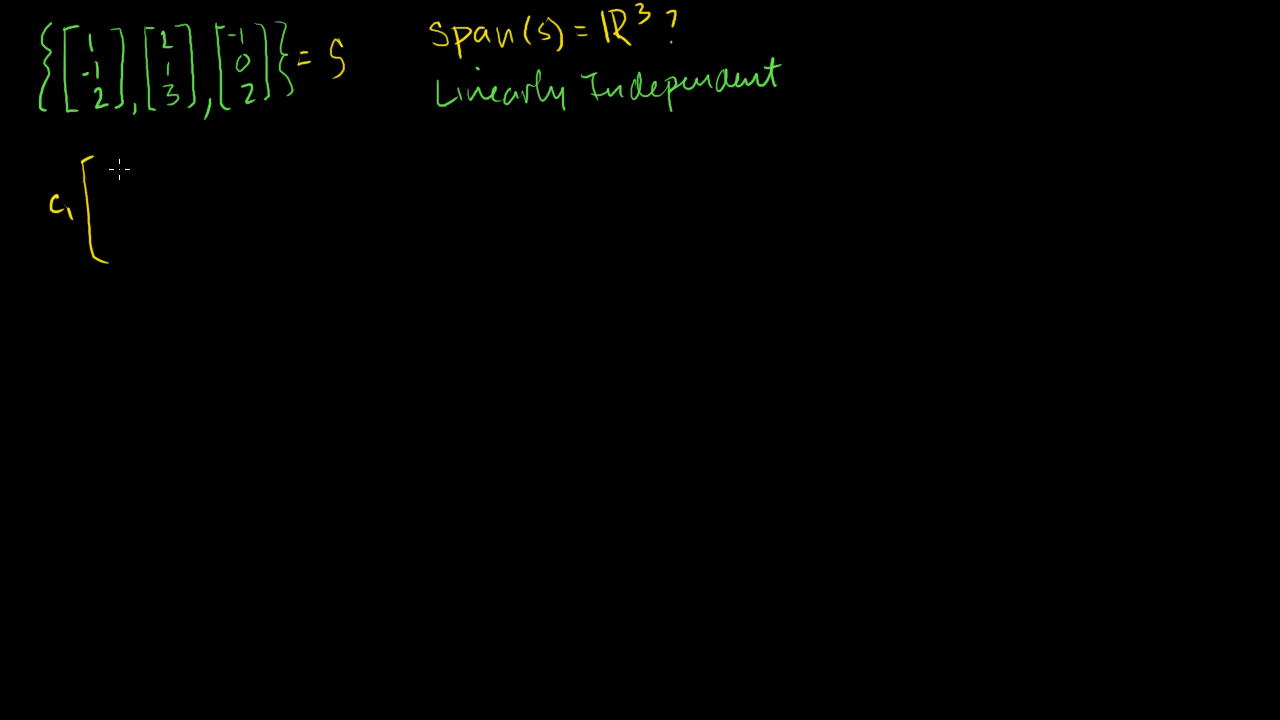 {[1 -1 2], [2 1 3], [-1 0 2]} = S
Span(s) = ℝ³ ?
Linearly Independent
c₁ [